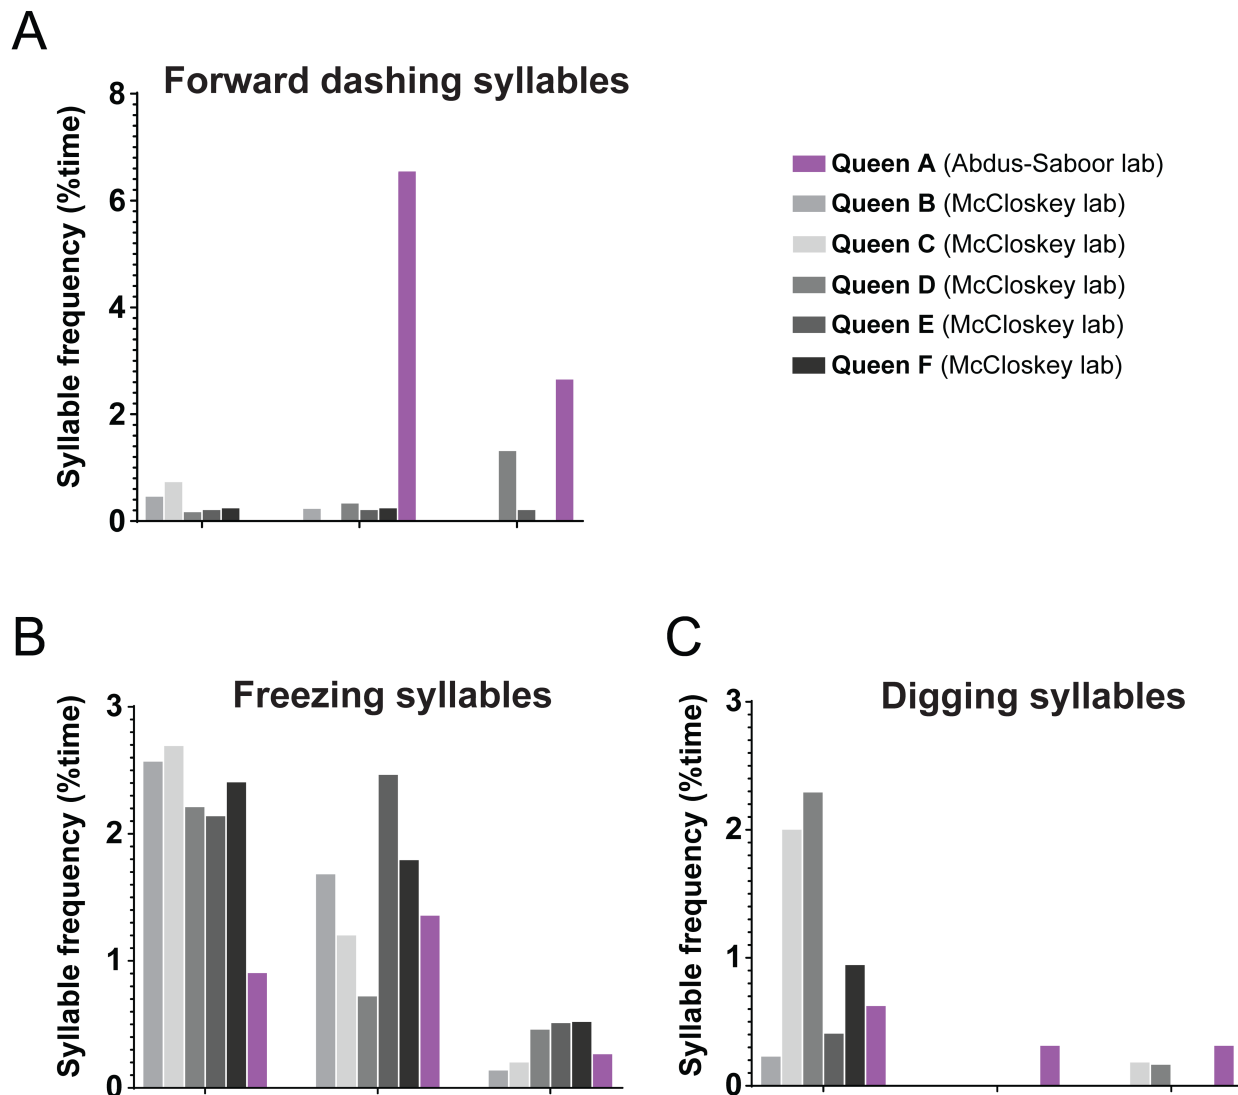 A
Forward dashing syllables
Syllable frequency (%time)
8
6
4
2
0
Queen A (Abdus-Saboor lab)
Queen B (McCloskey lab)
Queen C (McCloskey lab)
Queen D (McCloskey lab)
Queen E (McCloskey lab)
Queen F (McCloskey lab)
B
Freezing syllables
Syllable frequency (%time)
3
2
1
0
C
Digging syllables
Syllable frequency (%time)
3
2
1
0